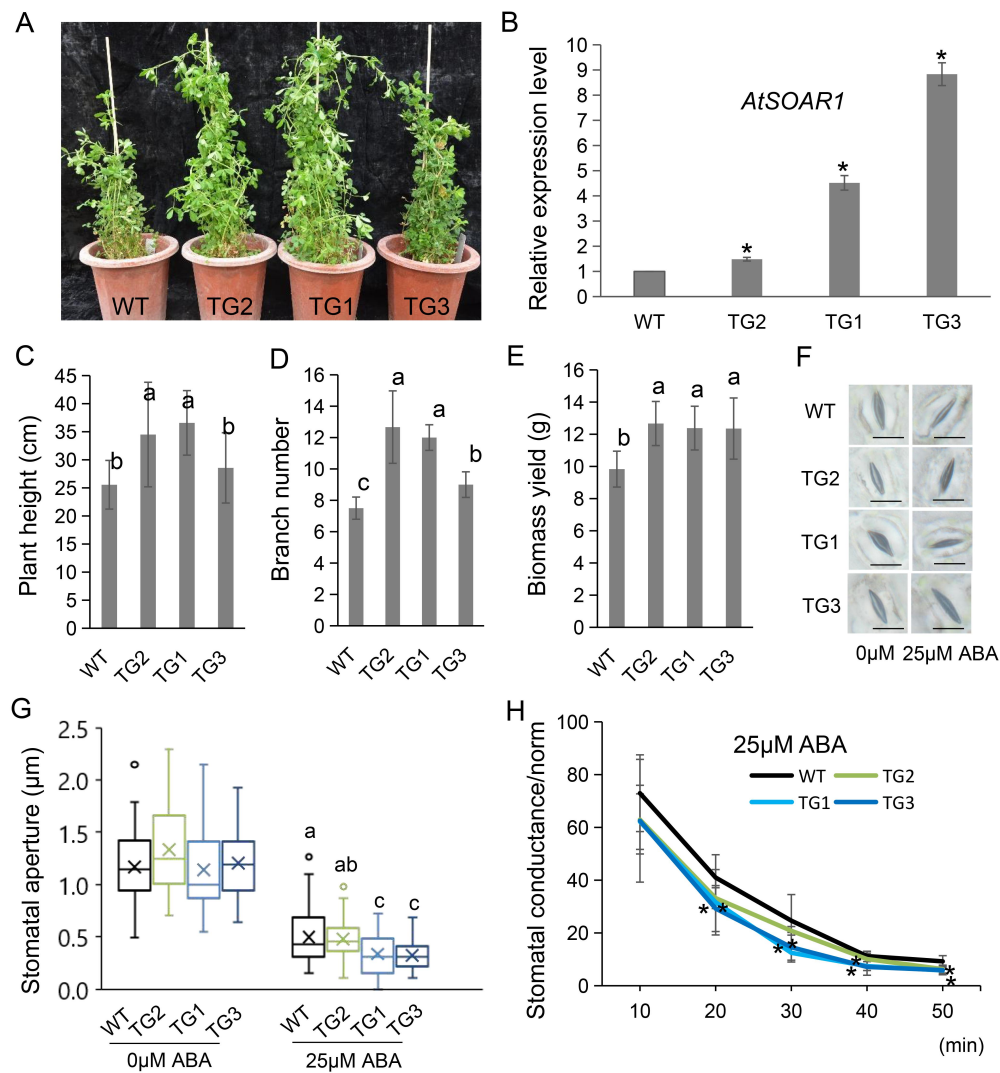 A
WT TG2 TG1 TG3
B
Relative expression level
10
9
8
7
6
5
4
3
2
1
0
AtSOAR1
* * *
WT TG2 TG1 TG3
C
Plant height (cm)
45
40
35
30
25
20
15
10
5
0
b a a b
WT TG2 TG1 TG3
D
Branch number
16
14
12
10
8
6
4
2
0
c a a b
WT TG2 TG1 TG3
E
Biomass yield (g)
16
14
12
10
8
6
4
2
0
b a a a
WT TG2 TG1 TG3
F
WT
TG2
TG1
TG3
0μM 25μM ABA
G
Stomatal aperture (μm)
2.5
2.0
1.5
1.0
0.5
0.0
a ab c c
WT TG2 TG1 TG3 WT TG2 TG1 TG3
0μM ABA 25μM ABA
H
Stomatal conductance/norm
100
80
60
40
20
0
25μM ABA
WT TG2
TG1 TG3
* * * * * * * *
10 20 30 40 50
(min)